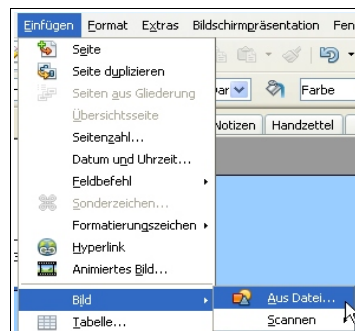 Einfügen Format Extras Bildschirmpräsentation Fen
Seite
Seite duplizieren
Seiten aus Gliederung
Farbe
Übersichtsseite
Notizen Handzettel
Seitenzahl...
Datum und Uhrzeit...
Feldbefehl
Sonderzeichen...
Formatierungszeichen
Hyperlink
Animiertes Bild...
Bild
Aus Datei...
Tabelle...
Scannen